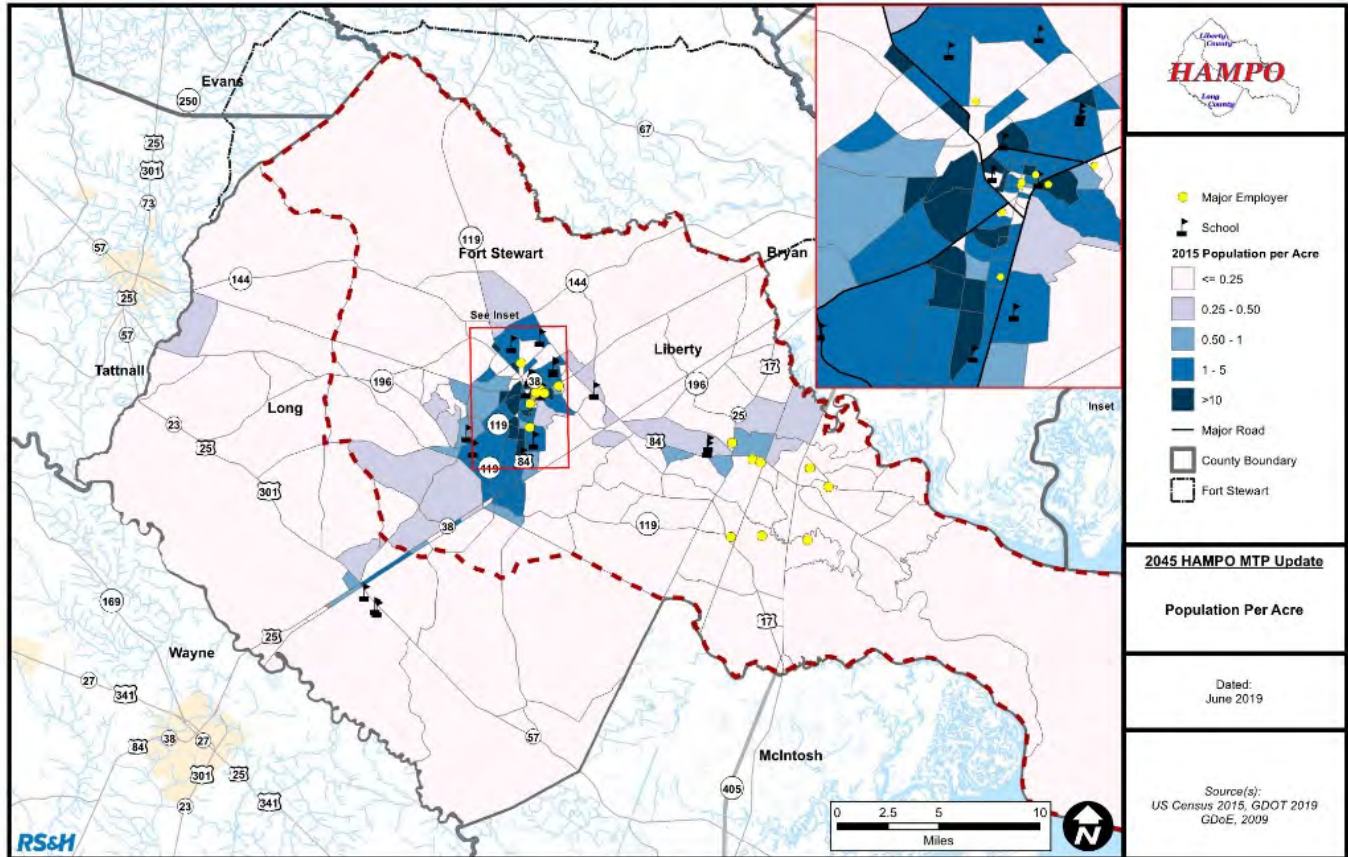 Evans
250
25
301
73
57
67
119
Fort Stewart
Bryan
144
144
25
57
See Inset
Liberty
17
Tattnall
196
38
196
Long
25
23
119
25
84
84
301
119
119
38
17
169
25
Wayne
27
341
57
84
38
27
McIntosh
301
25
405
23
341
Inset
0 2.5 5 10
Miles
N
RS&H
Liberty
County
HAMPO
Long
County
Major Employer
School
2015 Population per Acre
<= 0.25
0.25 - 0.50
0.50 - 1
1 - 5
>10
Major Road
County Boundary
Fort Stewart
2045 HAMPO MTP Update
Population Per Acre
Dated:
June 2019
Source(s):
US Census 2015, GDOT 2019
GDoE, 2009